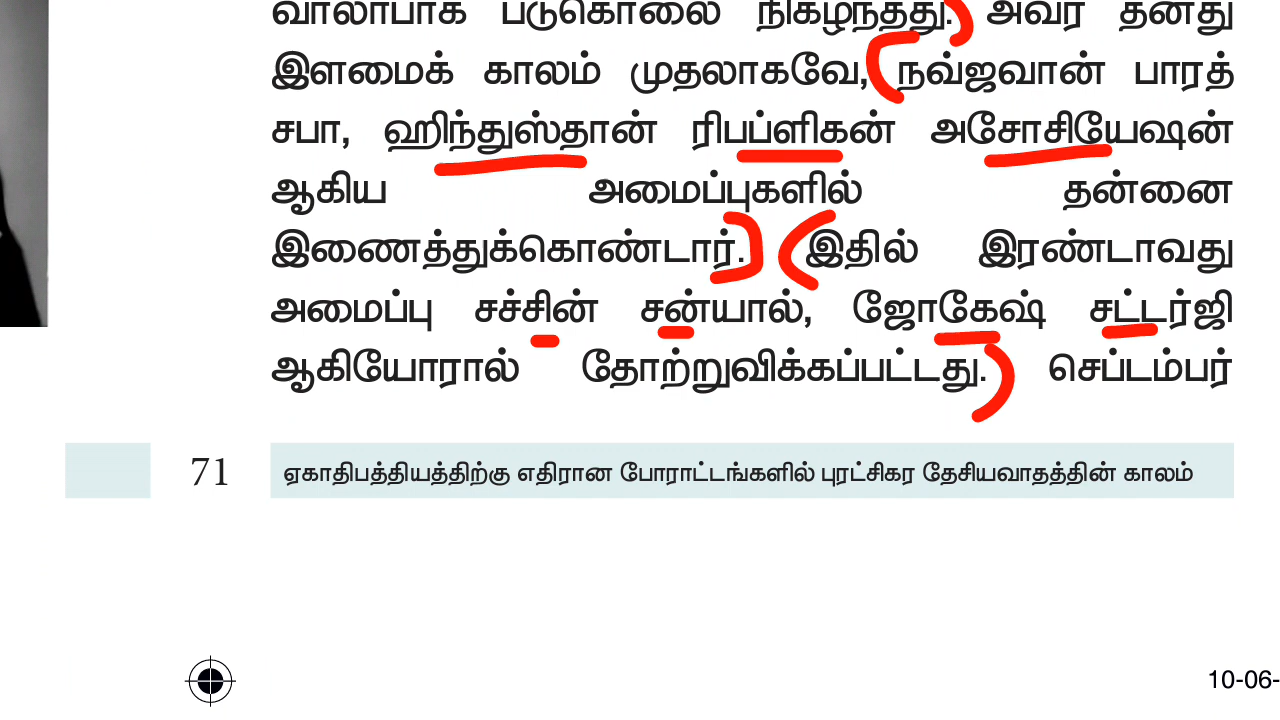 வாலாபாக் படுகொலை நிகழ்ந்தது. அவர் தனது
இளமைக் காலம் முதலாகவே, நவ்ஜவான் பாரத்
சபா, ஹிந்துஸ்தான் ரிபப்ளிகன் அசோசியேஷன்
ஆகிய அமைப்புகளில் தன்னை
இணைத்துக்கொண்டார். இதில் இரண்டாவது
அமைப்பு சச்சின் சன்யால், ஜோகேஷ் சட்டர்ஜி
ஆகியோரால் தோற்றுவிக்கப்பட்டது. செப்டம்பர்
71 ஏகாதிபத்தியத்திற்கு எதிரான போராட்டங்களில் புரட்சிகர தேசியவாதத்தின் காலம்
10-06-